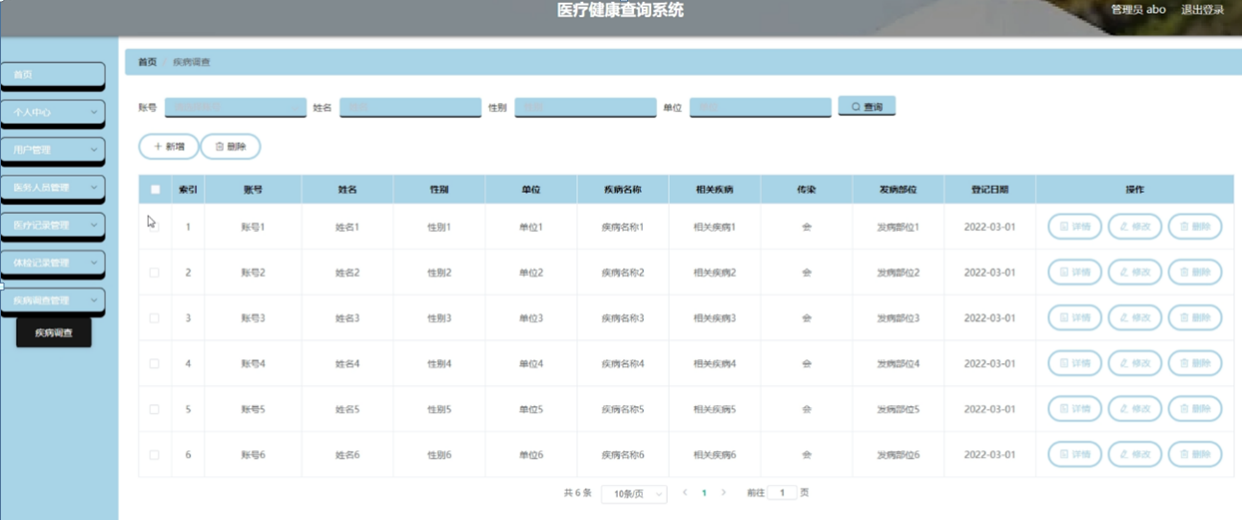 医疗健康查询系统
管理员 abo 退出登录
首页
个人中心
用户管理
医务人员管理
医疗记录管理
体检记录管理
疾病调查管理
疾病调查
首页 疾病调查
账号 姓名 性别 单位 查询
新增 删除
索引 账号 姓名 性别 单位 疾病名称 相关疾病 传染 发病部位 登记日期 操作
1 账号1 姓名1 性别1 单位1 疾病名称1 相关疾病1 会 发病部位1 2022-03-01 详情 修改 删除
2 账号2 姓名2 性别2 单位2 疾病名称2 相关疾病2 会 发病部位2 2022-03-01 详情 修改 删除
3 账号3 姓名3 性别3 单位3 疾病名称3 相关疾病3 会 发病部位3 2022-03-01 详情 修改 删除
4 账号4 姓名4 性别4 单位4 疾病名称4 相关疾病4 会 发病部位4 2022-03-01 详情 修改 删除
5 账号5 姓名5 性别5 单位5 疾病名称5 相关疾病5 会 发病部位5 2022-03-01 详情 修改 删除
6 账号6 姓名6 性别6 单位6 疾病名称6 相关疾病6 会 发病部位6 2022-03-01 详情 修改 删除
共 6 条 10条/页 1 前往 1 页